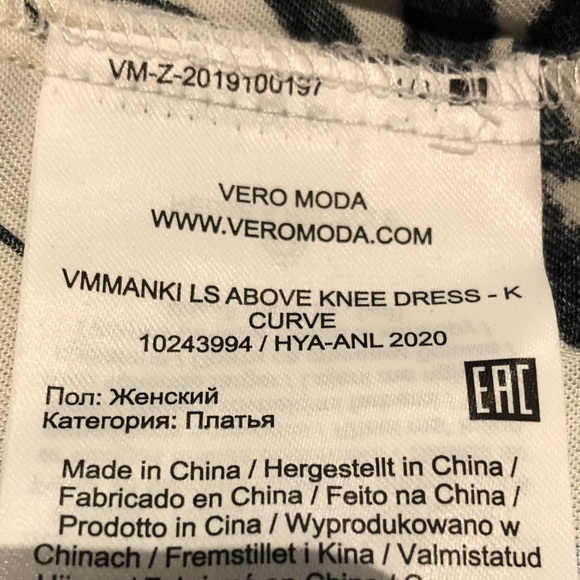 VM-Z-2019100197
VERO MODA
WWW.VEROMODA.COM
VMMANKI LS ABOVE KNEE DRESS - K
CURVE
10243994 / HYA-ANL 2020
EAC
Пол: Женский
Категория: Платья
Made in China / Hergestellt in China /
Fabricado en China / Feito na China /
Prodotto in Cina / Wyprodukowano w
Chinach / Fremstillet i Kina / Valmistatud